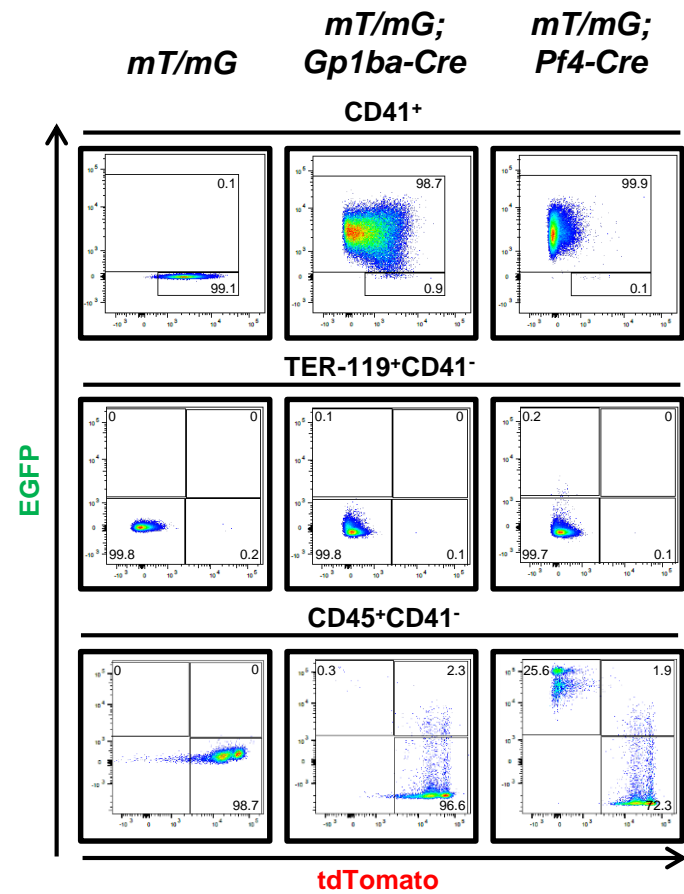 mT/mG
mT/mG;
Gp1ba-Cre
mT/mG;
Pf4-Cre
CD41⁺
0.1
99.1
98.7
0.9
99.9
0.1
TER-119⁺CD41⁻
0
0
99.8
0.2
0.1
0
99.8
0.1
0.2
0
99.7
0.1
CD45⁺CD41⁻
0
0
98.7
0.3
2.3
96.6
25.6
1.9
72.3
EGFP
tdTomato